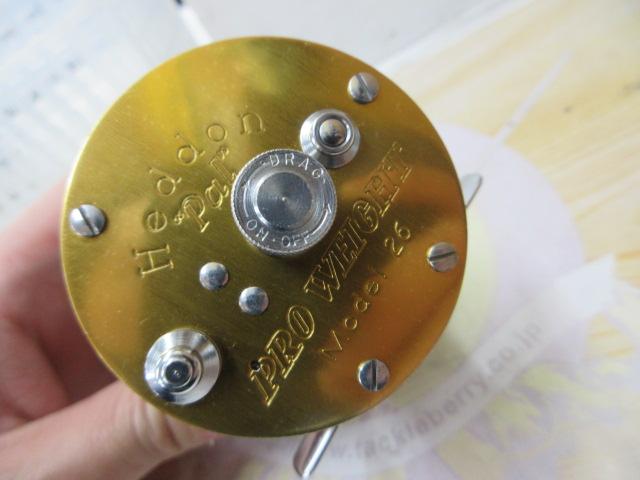 Heddon
"Pal"
DRAG
ON-OFF
PRO WEIGHT
Model 26
www.tackleberry.co.jp